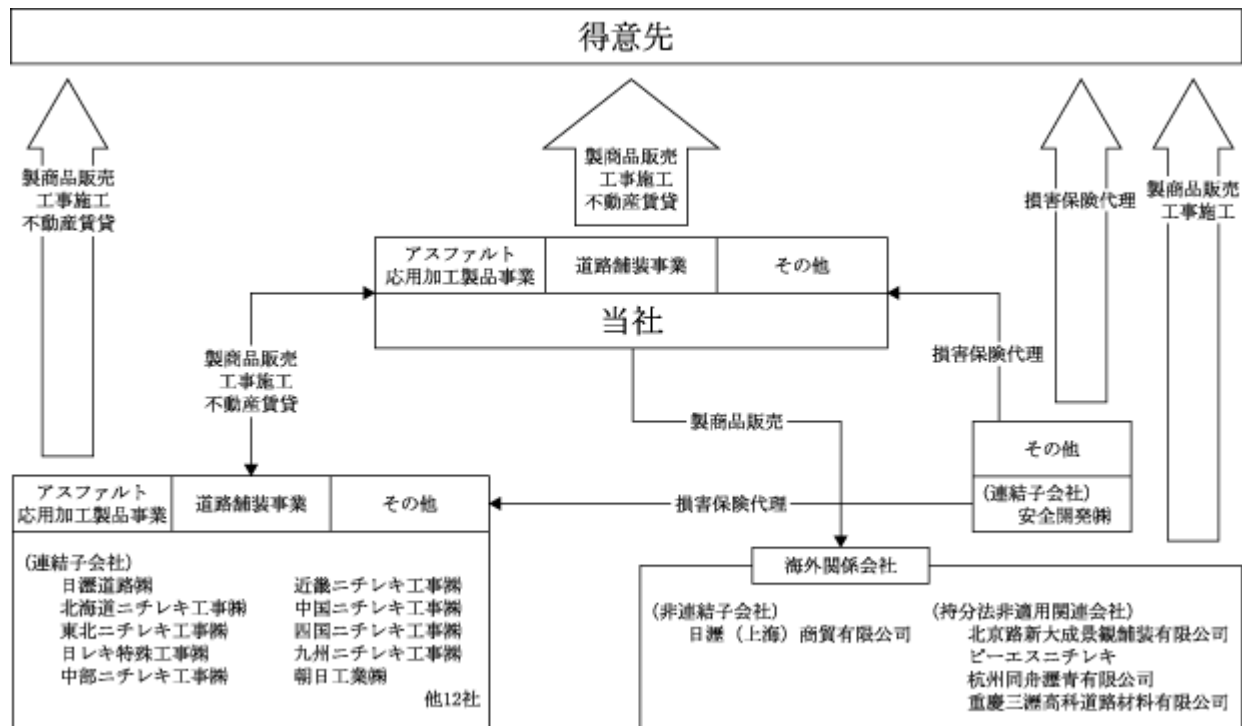 得意先
製商品販売
工事施工
不動産賃貸
製商品販売
工事施工
不動産賃貸
損害保険代理
製商品販売
工事施工
アスファルト
応用加工製品事業
道路舗装事業
その他
当社
製商品販売
工事施工
不動産賃貸
損害保険代理
製商品販売
その他
(連結子会社)
安全開発㈱
アスファルト
応用加工製品事業
道路舗装事業
その他
損害保険代理
(連結子会社)
日瀝道路㈱
北海道ニチレキ工事㈱
東北ニチレキ工事㈱
日レキ特殊工事㈱
中部ニチレキ工事㈱
近畿ニチレキ工事㈱
中国ニチレキ工事㈱
四国ニチレキ工事㈱
九州ニチレキ工事㈱
朝日工業㈱
他12社
海外関係会社
(非連結子会社)
日瀝（上海）商貿有限公司
(持分法非適用関連会社)
北京路新大成景観舗装有限公司
ピーエスニチレキ
杭州同舟瀝青有限公司
重慶三瀝高科道路材料有限公司